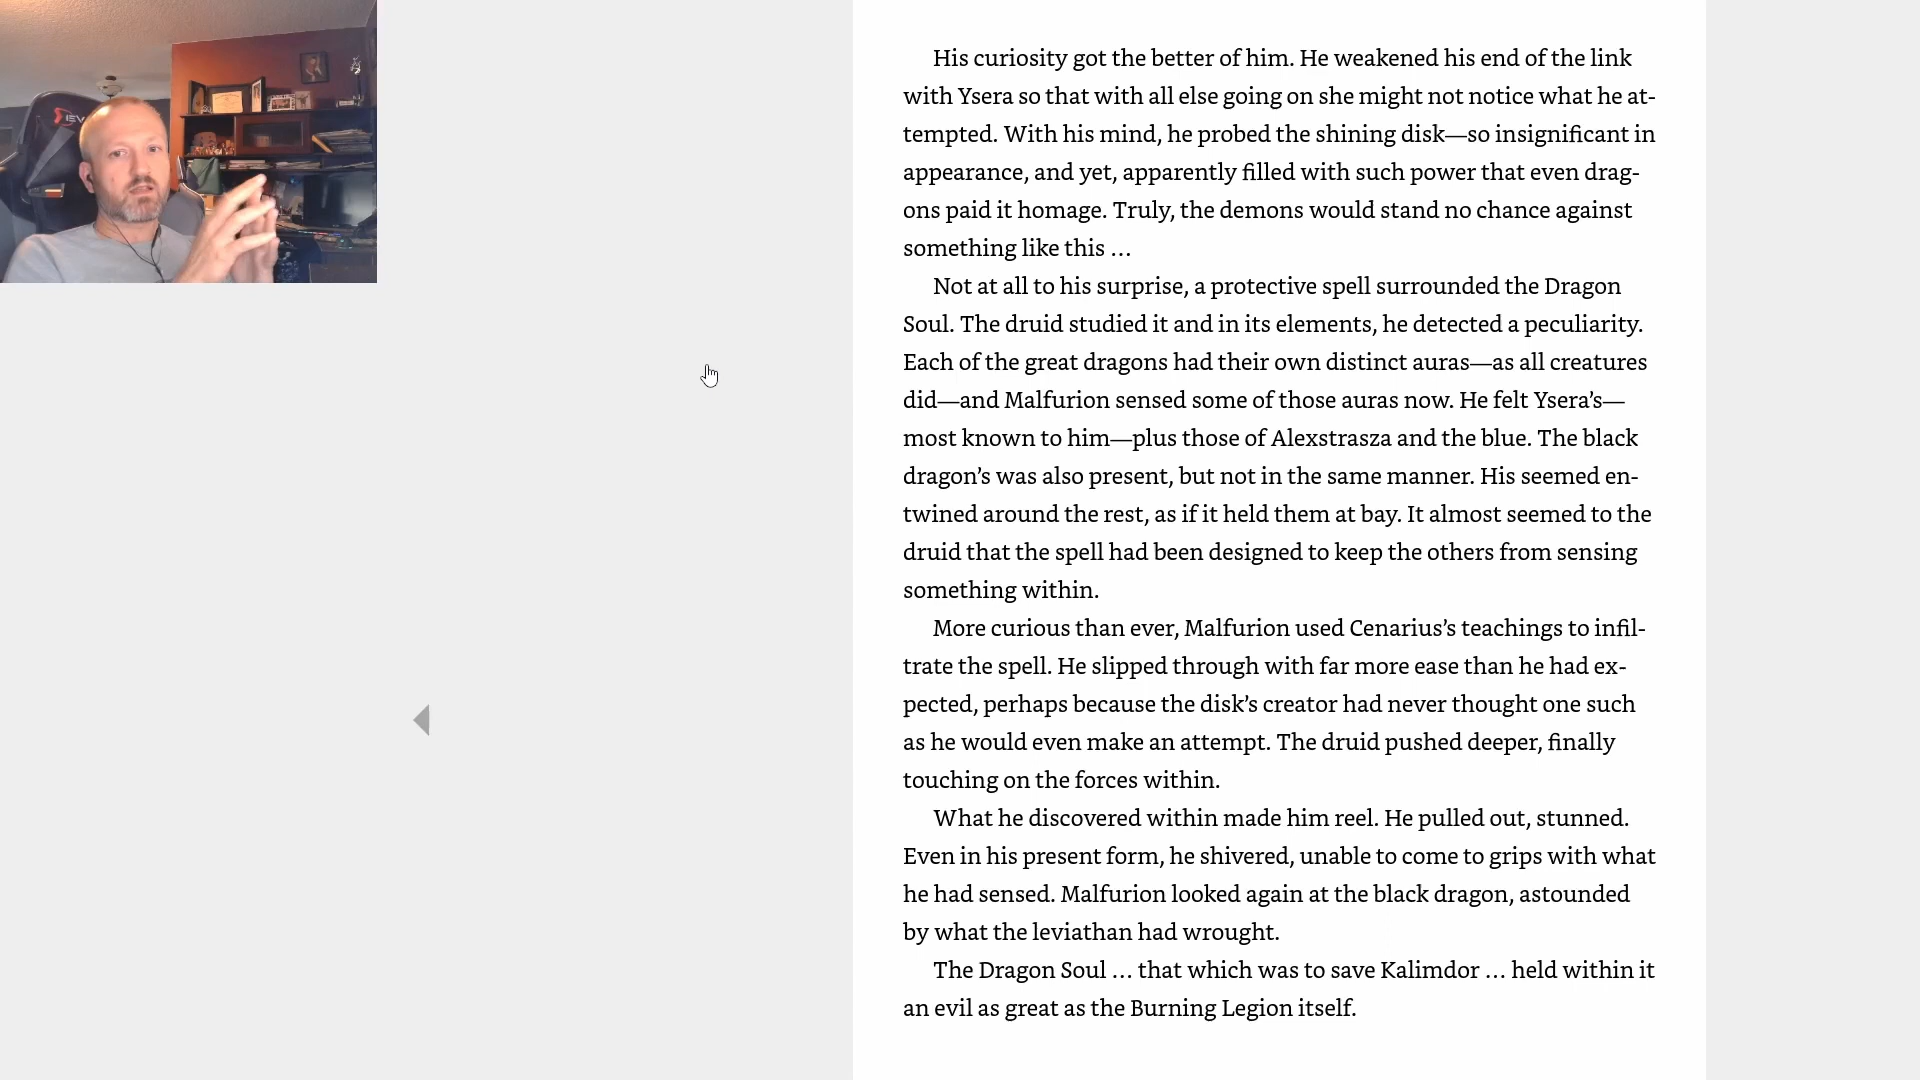 His curiosity got the better of him. He weakened his end of the link
with Ysera so that with all else going on she might not notice what he at-
tempted. With his mind, he probed the shining disk—so insignificant in
appearance, and yet, apparently filled with such power that even drag-
ons paid it homage. Truly, the demons would stand no chance against
something like this …
Not at all to his surprise, a protective spell surrounded the Dragon
Soul. The druid studied it and in its elements, he detected a peculiarity.
Each of the great dragons had their own distinct auras—as all creatures
did—and Malfurion sensed some of those auras now. He felt Ysera’s—
most known to him—plus those of Alexstrasza and the blue. The black
dragon’s was also present, but not in the same manner. His seemed en-
twined around the rest, as if it held them at bay. It almost seemed to the
druid that the spell had been designed to keep the others from sensing
something within.
More curious than ever, Malfurion used Cenarius’s teachings to infil-
trate the spell. He slipped through with far more ease than he had ex-
pected, perhaps because the disk’s creator had never thought one such
as he would even make an attempt. The druid pushed deeper, finally
touching on the forces within.
What he discovered within made him reel. He pulled out, stunned.
Even in his present form, he shivered, unable to come to grips with what
he had sensed. Malfurion looked again at the black dragon, astounded
by what the leviathan had wrought.
The Dragon Soul … that which was to save Kalimdor … held within it
an evil as great as the Burning Legion itself.